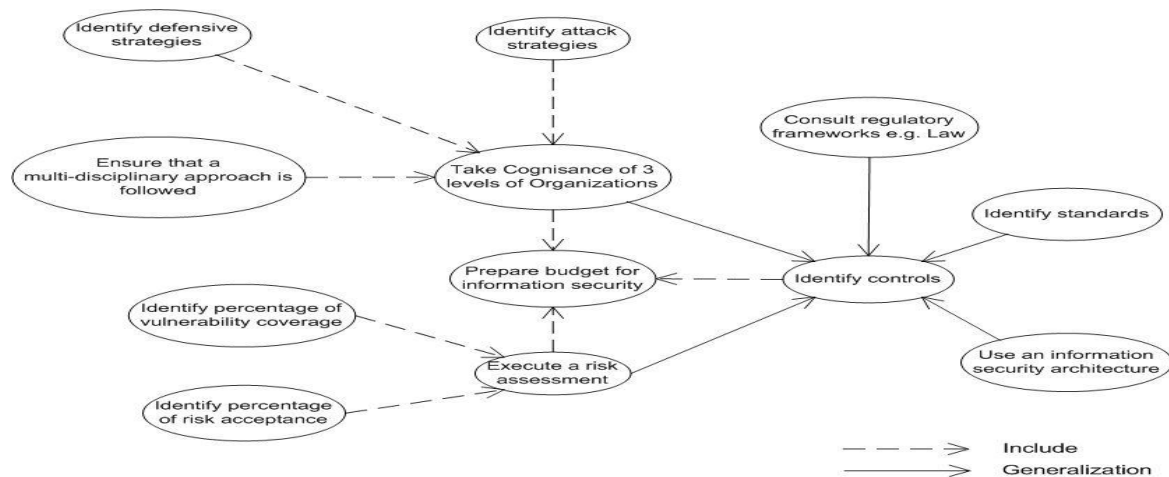 Identify defensive
strategies
Identify attack
strategies
Consult regulatory
frameworks e.g. Law
Ensure that a
multi-disciplinary approach is
followed
Take Cognisance of 3
levels of Organizations
Identify standards
Prepare budget for
information security
Identify controls
Identify percentage of
vulnerability coverage
Execute a risk
assessment
Use an information
security architecture
Identify percentage
of risk acceptance
Include
Generalization